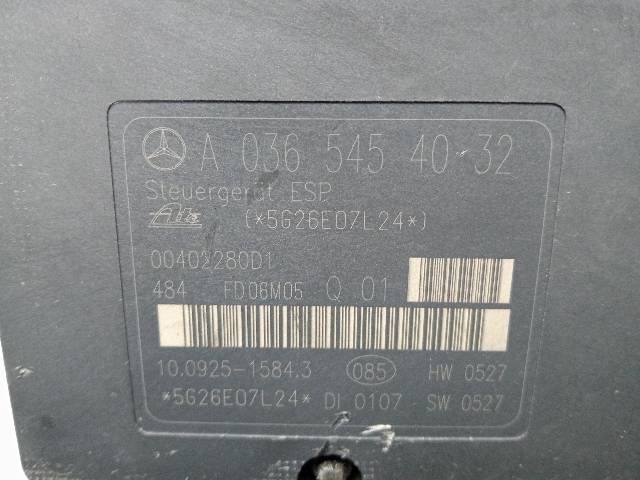 A 036 545 40 32
Steuergerät ESP
Ate (*5G26E07L24*)
00402280D1
484 FD06M05 Q 01
10.0925-1584.3 085 HW 0527
*5G26E07L24* DI 0107 SW 0527